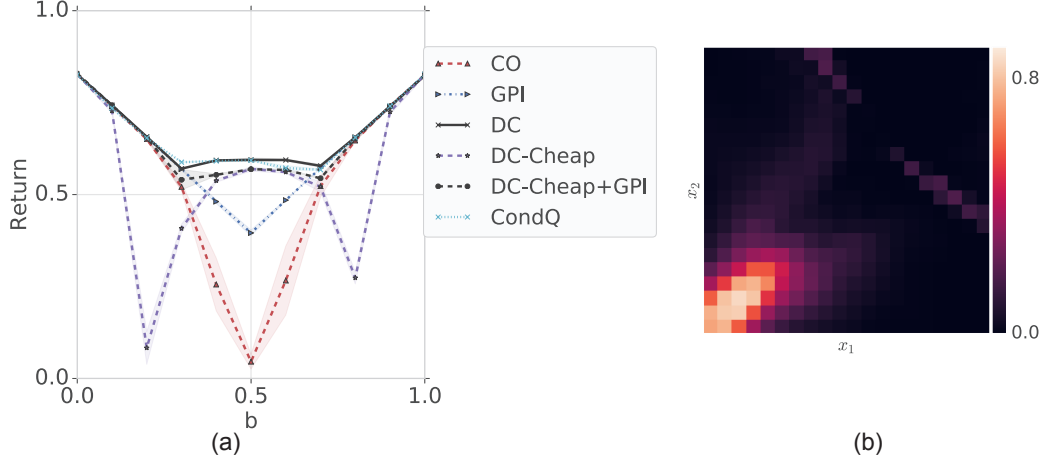 1.0
0.5
0.0
Return
0.0
0.5
1.0
b
CO
GPI
DC
DC-Cheap
DC-Cheap+GPI
CondQ
(a)
x₂
x₁
0.8
0.0
(b)